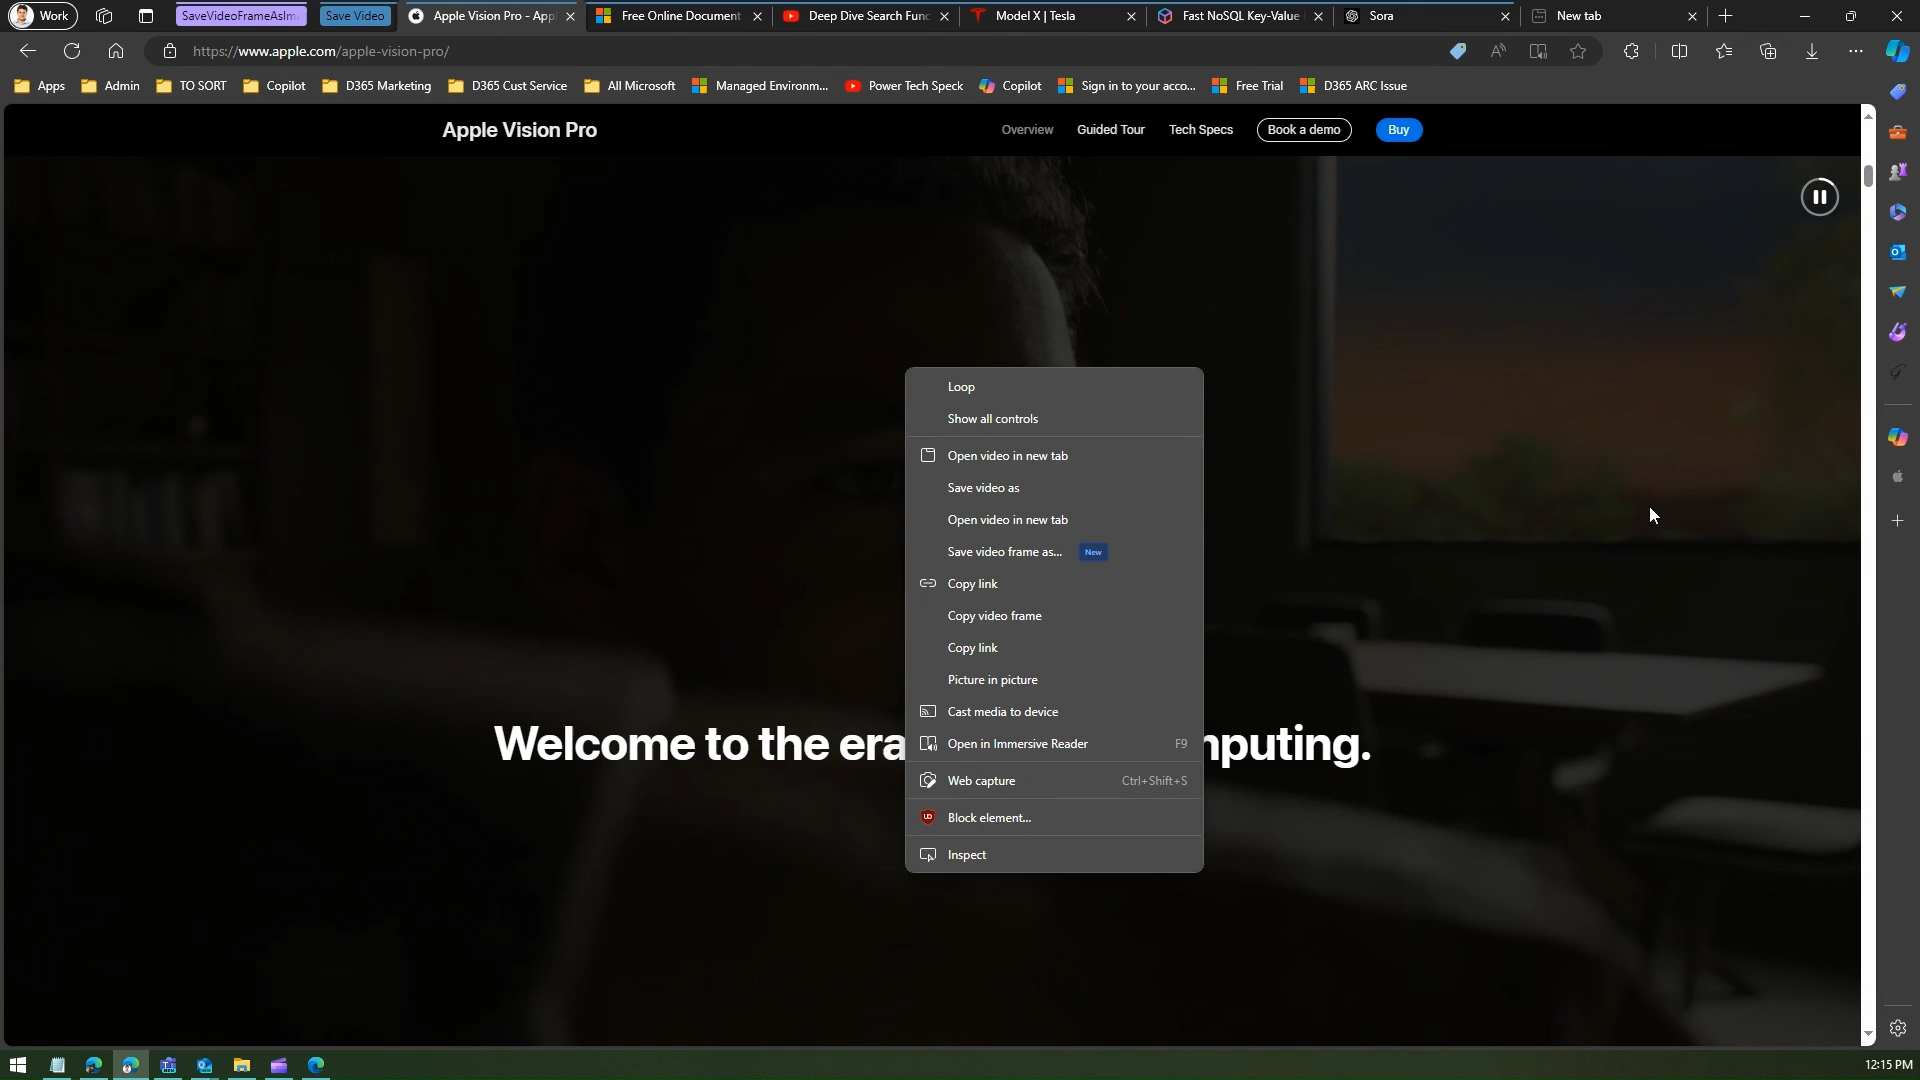 Work
SaveVideoFrameAsIma
Save Video
Apple Vision Pro - Appl
Free Online Document
Deep Dive Search Func
Model X | Tesla
Fast NoSQL Key-Value
Sora
New tab
https://www.apple.com/apple-vision-pro/
Apps
Admin
TO SORT
Copilot
D365 Marketing
D365 Cust Service
All Microsoft
Managed Environm...
Power Tech Speck
Copilot
Sign in to your acco...
Free Trial
D365 ARC Issue
Apple Vision Pro
Overview
Guided Tour
Tech Specs
Book a demo
Buy
Loop
Show all controls
Open video in new tab
Save video as
Open video in new tab
Save video frame as... New
Copy link
Copy video frame
Copy link
Picture in picture
Cast media to device
Open in Immersive Reader F9
Welcome to the era mputing.
Web capture Ctrl+Shift+S
Block element...
Inspect
12:15 PM